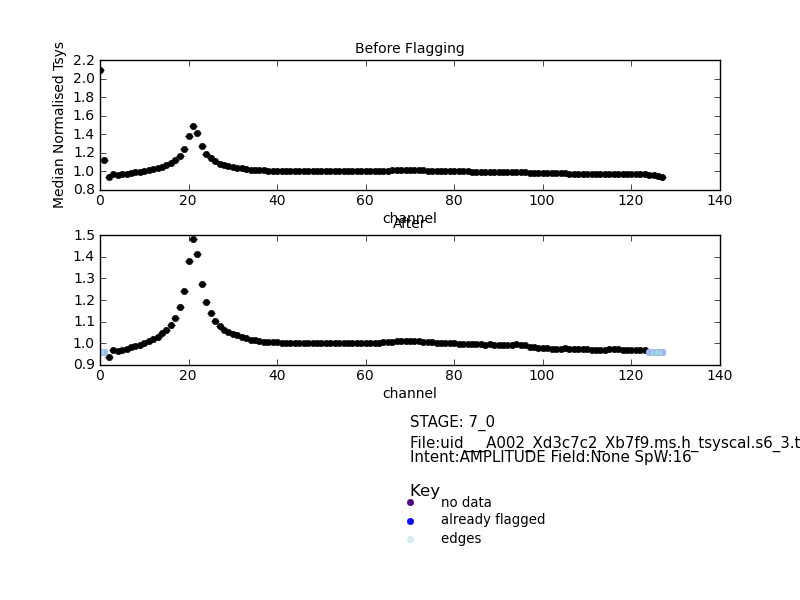 Before Flagging
Median Normalised Tsys
2.2
2.0
1.8
1.6
1.4
1.2
1.0
0.8
0 20 40 60 80 100 120 140
channel
After
1.5
1.4
1.3
1.2
1.1
1.0
0.9
0 20 40 60 80 100 120 140
channel
STAGE: 7_0
File:uid___A002_Xd3c7c2_Xb7f9.ms.h_tsyscal.s6_3.t
Intent:AMPLITUDE Field:None SpW:16
Key
no data
already flagged
edges